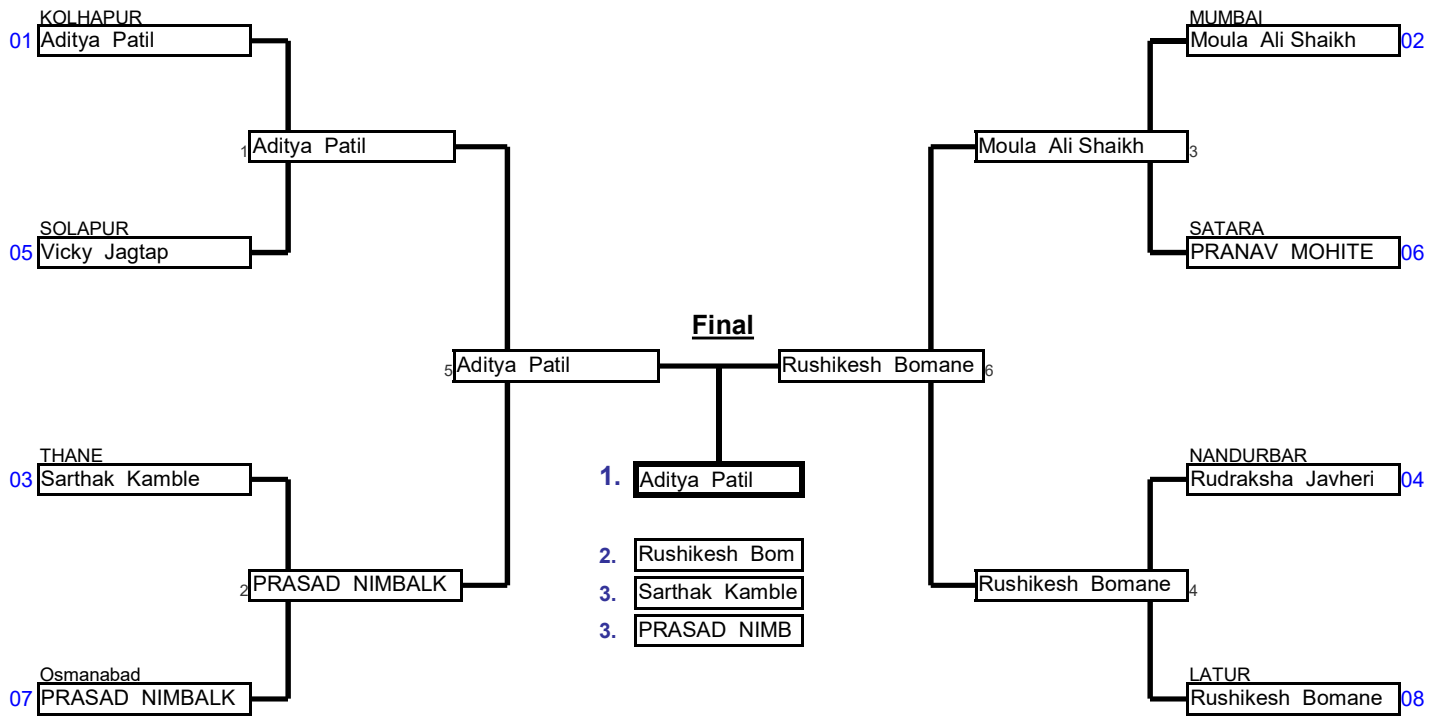 KOLHAPUR
01 Aditya Patil
MUMBAI
Moula Ali Shaikh 02
1 Aditya Patil
Moula Ali Shaikh 3
SOLAPUR
05 Vicky Jagtap
SATARA
PRANAV MOHITE 06
Final
5 Aditya Patil
Rushikesh Bomane 6
THANE
03 Sarthak Kamble
1. Aditya Patil
NANDURBAR
Rudraksha Javheri 04
2. Rushikesh Bom
3. Sarthak Kamble
3. PRASAD NIMB
2 PRASAD NIMBALK
Rushikesh Bomane 4
Osmanabad
07 PRASAD NIMBALK
LATUR
Rushikesh Bomane 08